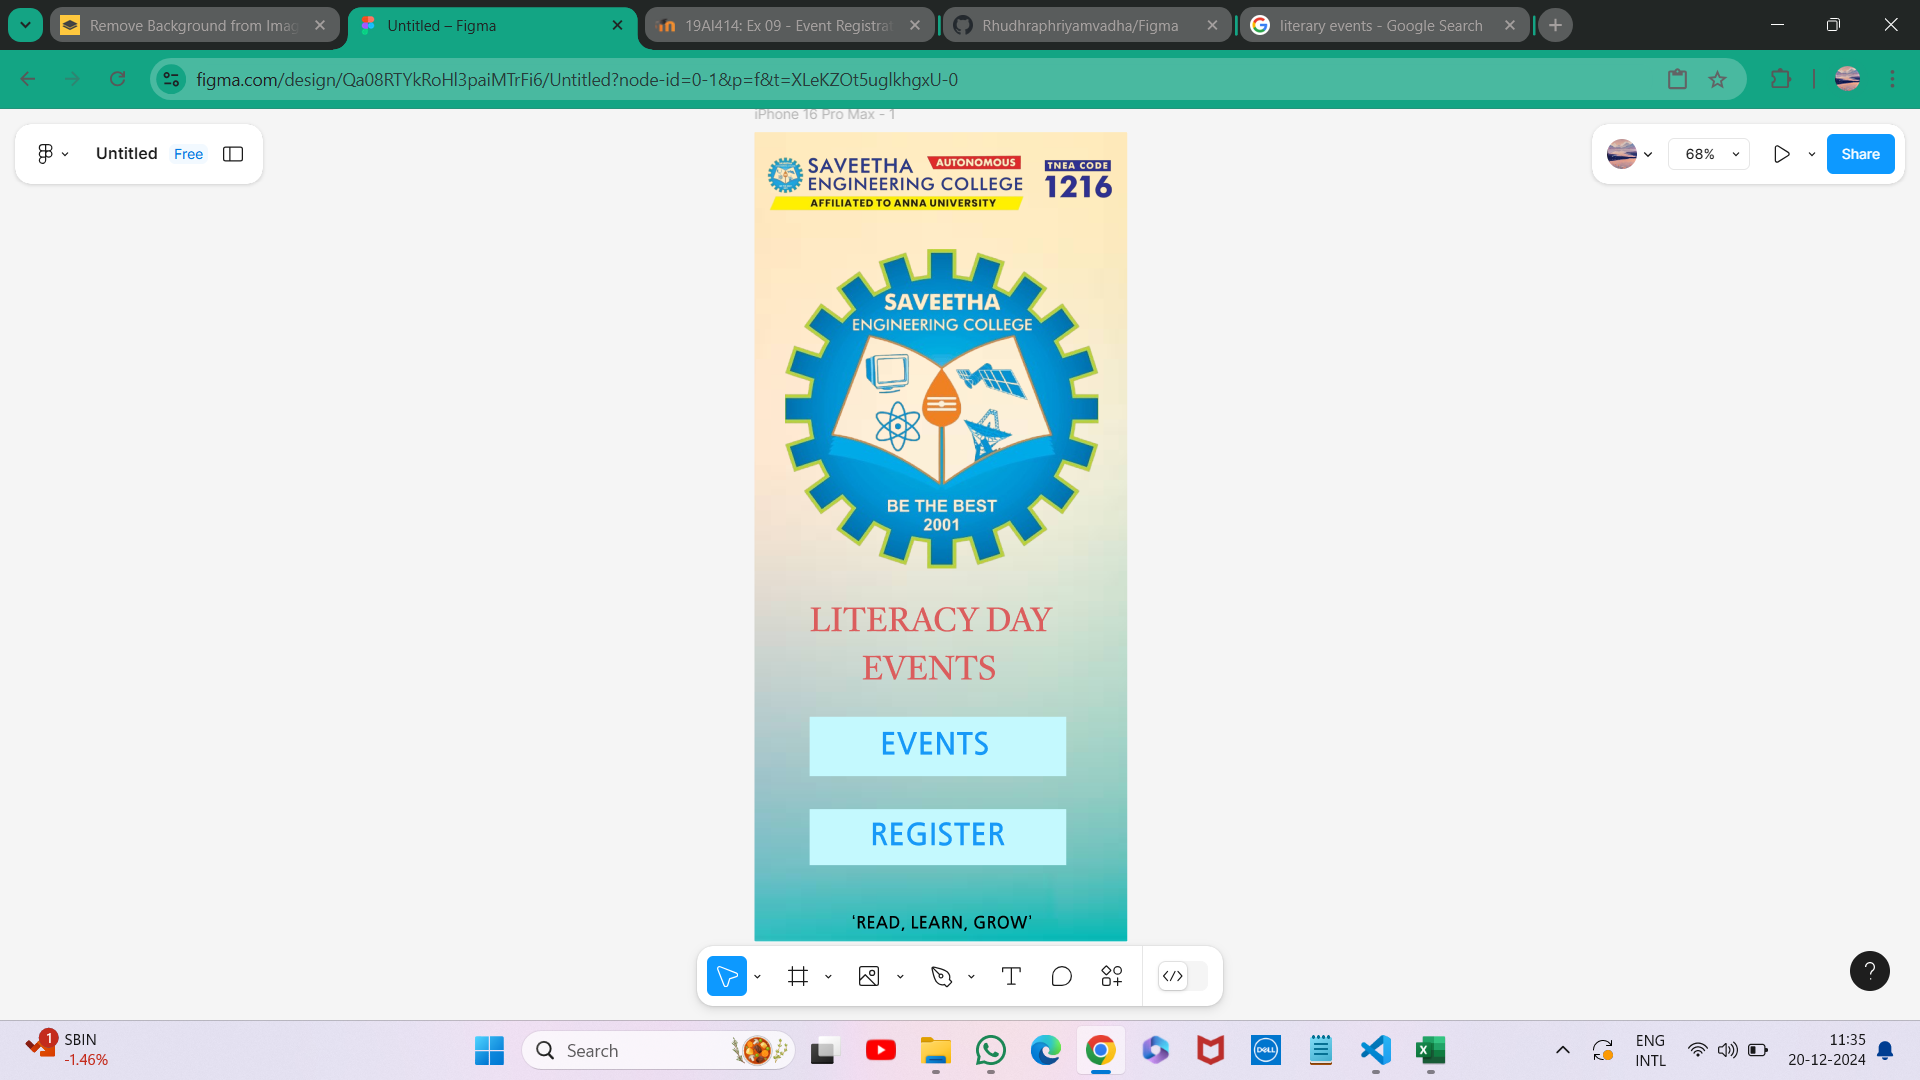 Remove Background from Imag
Untitled – Figma
19AI414: Ex 09 - Event Registrat
Rhudhraphriyamvadha/Figma
literary events - Google Search
figma.com/design/Qa08RTYkRoHl3paiMTrFi6/Untitled?node-id=0-1&p=f&t=XLeKZOt5uglkhgxU-0
iPhone 16 Pro Max - 1
Untitled Free
68%
Share
SAVEETHA AUTONOMOUS
ENGINEERING COLLEGE
AFFILIATED TO ANNA UNIVERSITY
TNEA CODE
1216
SAVEETHA
ENGINEERING COLLEGE
BE THE BEST
2001
LITERACY DAY
EVENTS
EVENTS
REGISTER
‘READ, LEARN, GROW’
1
SBIN
-1.46%
Search
DELL
ENG
INTL
11:35
20-12-2024